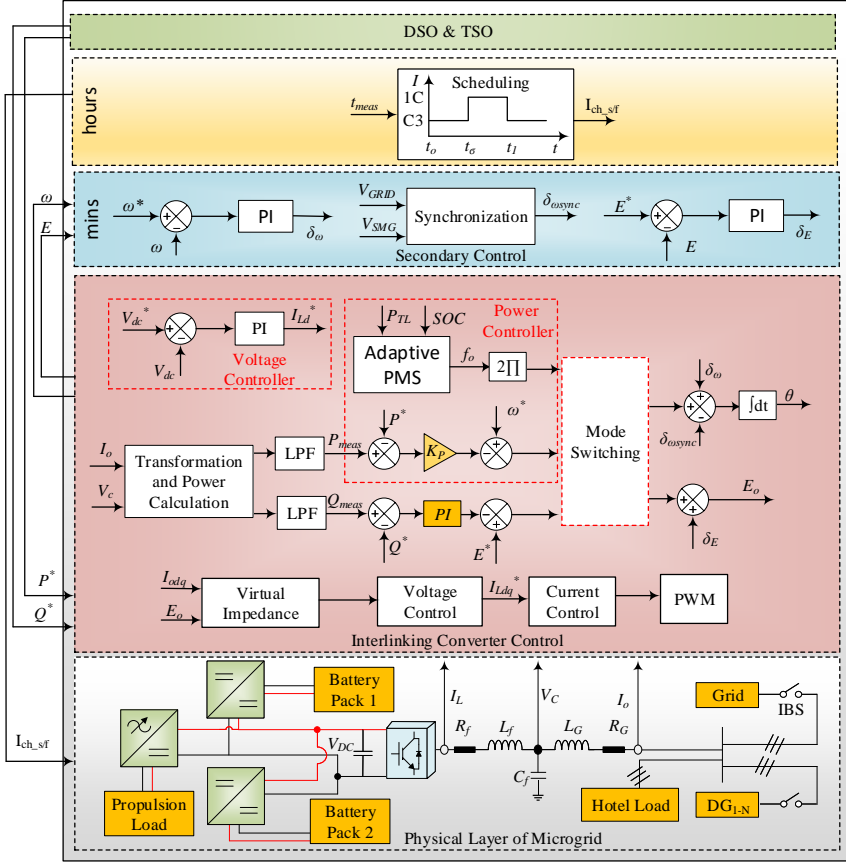 DSO & TSO
hours
t_meas
I
1C
C3
Scheduling
t_o
t_σ
t_1
t
I_ch_s/f
mins
ω
E
ω*
ω
PI
δ_ω
V_GRID
V_SMG
Synchronization
δ_ωsync
E*
E
PI
δ_E
Secondary Control
V_dc*
V_dc
PI
I_Ld*
Voltage
Controller
P_TL
SOC
Power
Controller
Adaptive
PMS
f_o
2∏
P*
ω*
I_o
V_c
Transformation
and Power
Calculation
LPF
P_meas
K_P
LPF
Q_meas
PI
Q*
E*
Mode
Switching
δ_ω
δ_ωsync
∫dt
θ
E_o
δ_E
P*
Q*
I_odq
E_o
Virtual
Impedance
Voltage
Control
I_Ldq*
Current
Control
PWM
Interlinking Converter Control
I_ch_s/f
Battery
Pack 1
Propulsion
Load
Battery
Pack 2
V_DC
I_L
R_f
L_f
V_C
C_f
L_G
I_o
R_G
Grid
IBS
Hotel Load
DG_1-N
Physical Layer of Microgrid